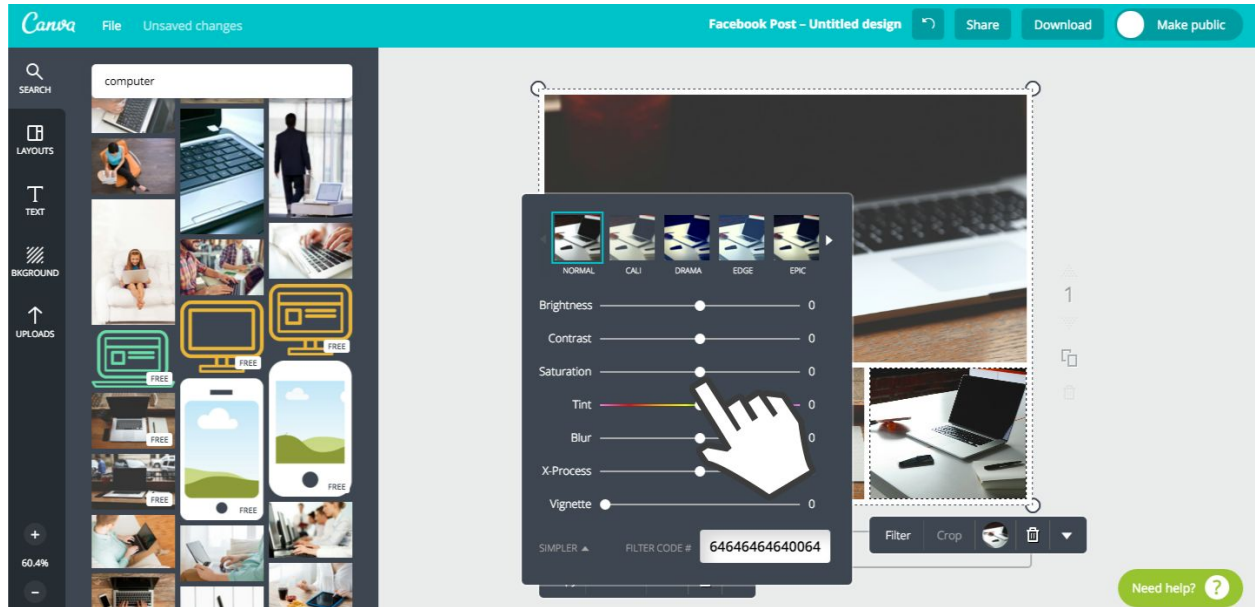 Canva File Unsaved changes Facebook Post – Untitled design Share Download Make public
SEARCH
LAYOUTS
TEXT
BKGROUND
UPLOADS
60.4%
computer
FREE
FREE
FREE
FREE
FREE
FREE
FREE
NORMAL CALI DRAMA EDGE EPIC
Brightness 0
Contrast 0
Saturation 0
Tint 0
Blur 0
X-Process
Vignette 0
SIMPLER FILTER CODE # 64646464640064
1
Filter Crop
Need help? ?